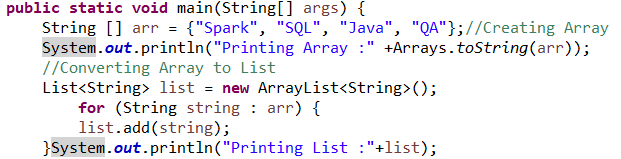 public static void main(String[] args) {
String [] arr = {"Spark", "SQL", "Java", "QA"};//Creating Array
System.out.println("Printing Array :" +Arrays.toString(arr));
//Converting Array to List
List<String> list = new ArrayList<String>();
for (String string : arr) {
list.add(string);
}System.out.println("Printing List :"+list);